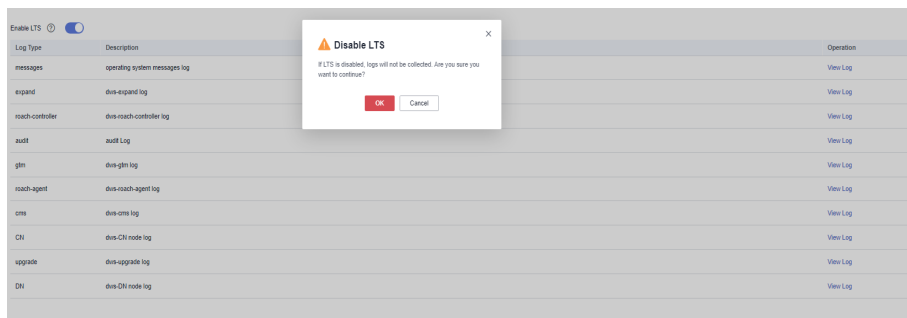 Enable LTS ?
Disable LTS
If LTS is disabled, logs will not be collected. Are you sure you
want to continue?
OK Cancel
Log Type Description Operation
messages operating system messages log View Log
expand dws-expand log View Log
roach-controller dws-roach-controller log View Log
audit audit Log View Log
gtm dws-gtm log View Log
roach-agent dws-roach-agent log View Log
cms dws-cms log View Log
CN dws-CN node log View Log
upgrade dws-upgrade log View Log
DN dws-DN node log View Log